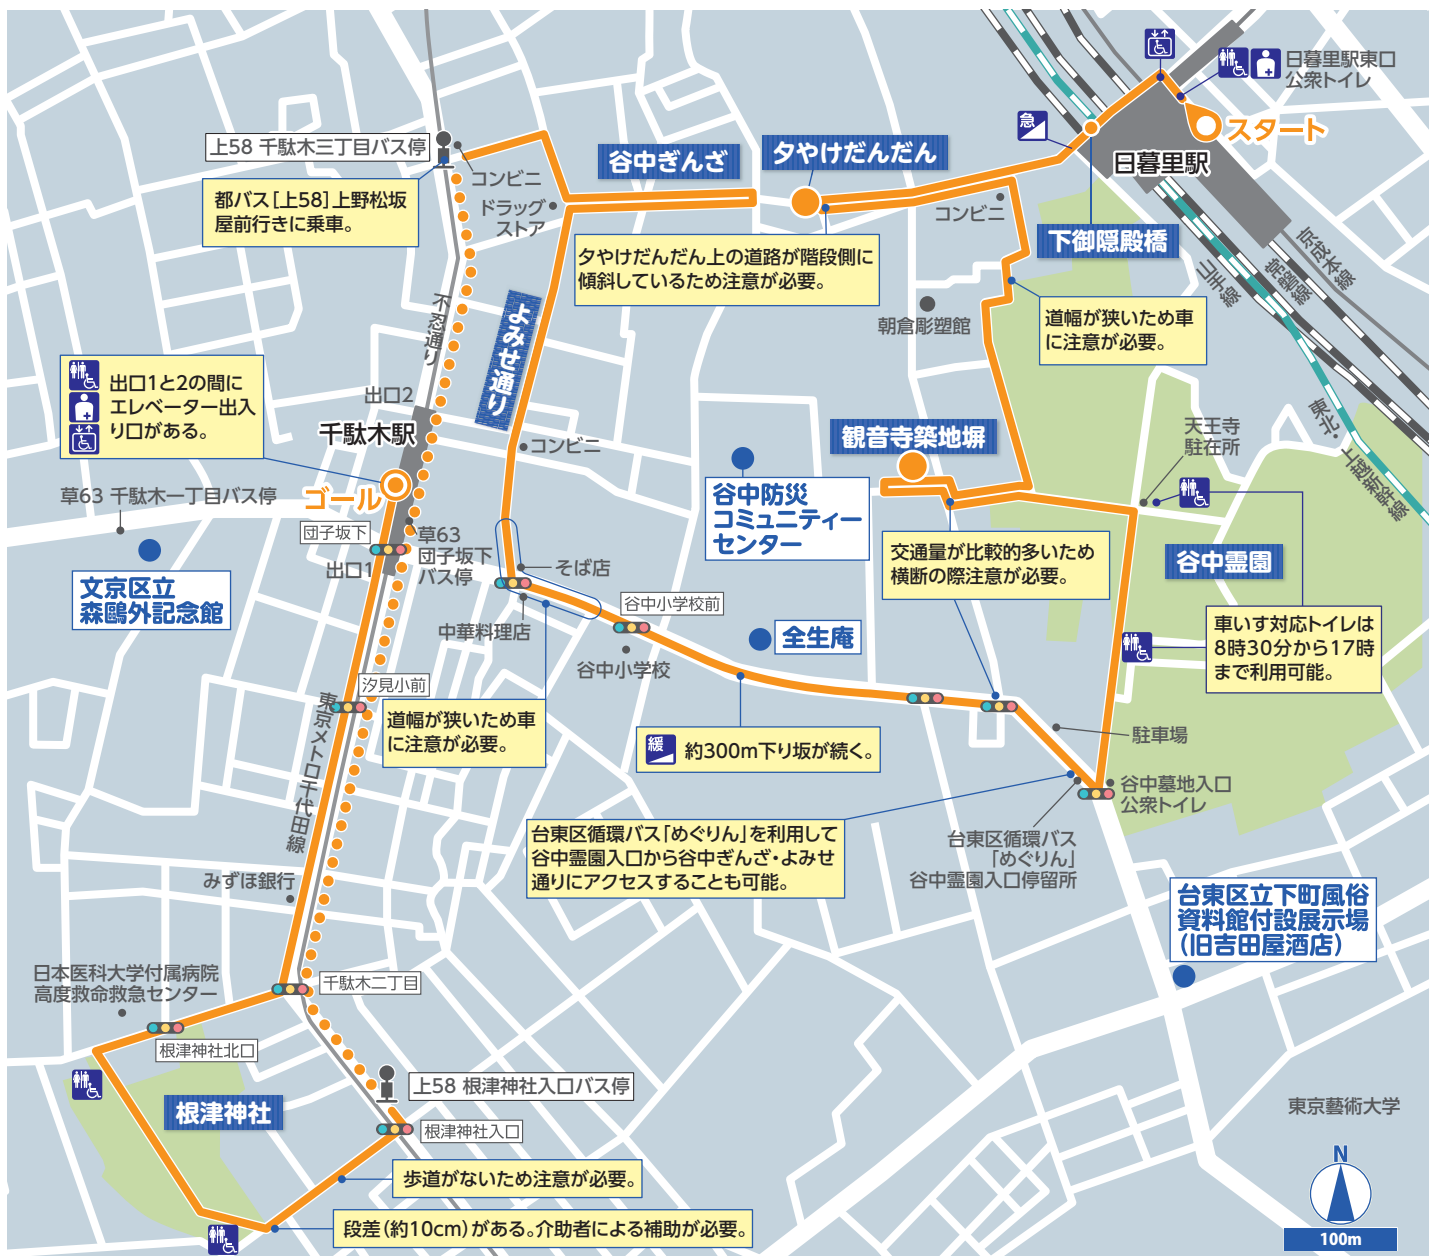 日暮里駅東口
公衆トイレ
スタート
急
日暮里駅
上58 千駄木三丁目バス停
コンビニ
谷中ぎんざ
夕やけだんだん
都バス[上58]上野松坂
屋前行きに乗車。
ドラッグ
ストア
コンビニ
下御隠殿橋
夕やけだんだん上の道路が階段側に
傾斜しているため注意が必要。
京成本線
常磐線
山手線
不忍通り
よみせ通り
朝倉彫塑館
道幅が狭いため車
に注意が必要。
出口1と2の間に
エレベーター出入
り口がある。
出口2
千駄木駅
コンビニ
東北・上越新幹線
天王寺
駐在所
観音寺築地塀
草63 千駄木一丁目バス停
ゴール
谷中防災
コミュニティー
センター
団子坂下
草63
団子坂下
バス停
出口1
そば店
交通量が比較的多いため
横断の際注意が必要。
谷中霊園
文京区立
森鷗外記念館
中華料理店
谷中小学校前
谷中小学校
全生庵
車いす対応トイレは
8時30分から17時
まで利用可能。
汐見小前
東京メトロ千代田線
道幅が狭いため車
に注意が必要。
緩
約300m下り坂が続く。
駐車場
谷中墓地入口
公衆トイレ
台東区循環バス「めぐりん」を利用して
谷中霊園入口から谷中ぎんざ・よみせ
通りにアクセスすることも可能。
台東区循環バス
「めぐりん」
谷中霊園入口停留所
みずほ銀行
台東区立下町風俗
資料館付設展示場
(旧吉田屋酒店)
日本医科大学付属病院
高度救命救急センター
千駄木二丁目
根津神社北口
上58 根津神社入口バス停
根津神社
根津神社入口
東京藝術大学
歩道がないため注意が必要。
段差(約10cm)がある。介助者による補助が必要。
N
100m